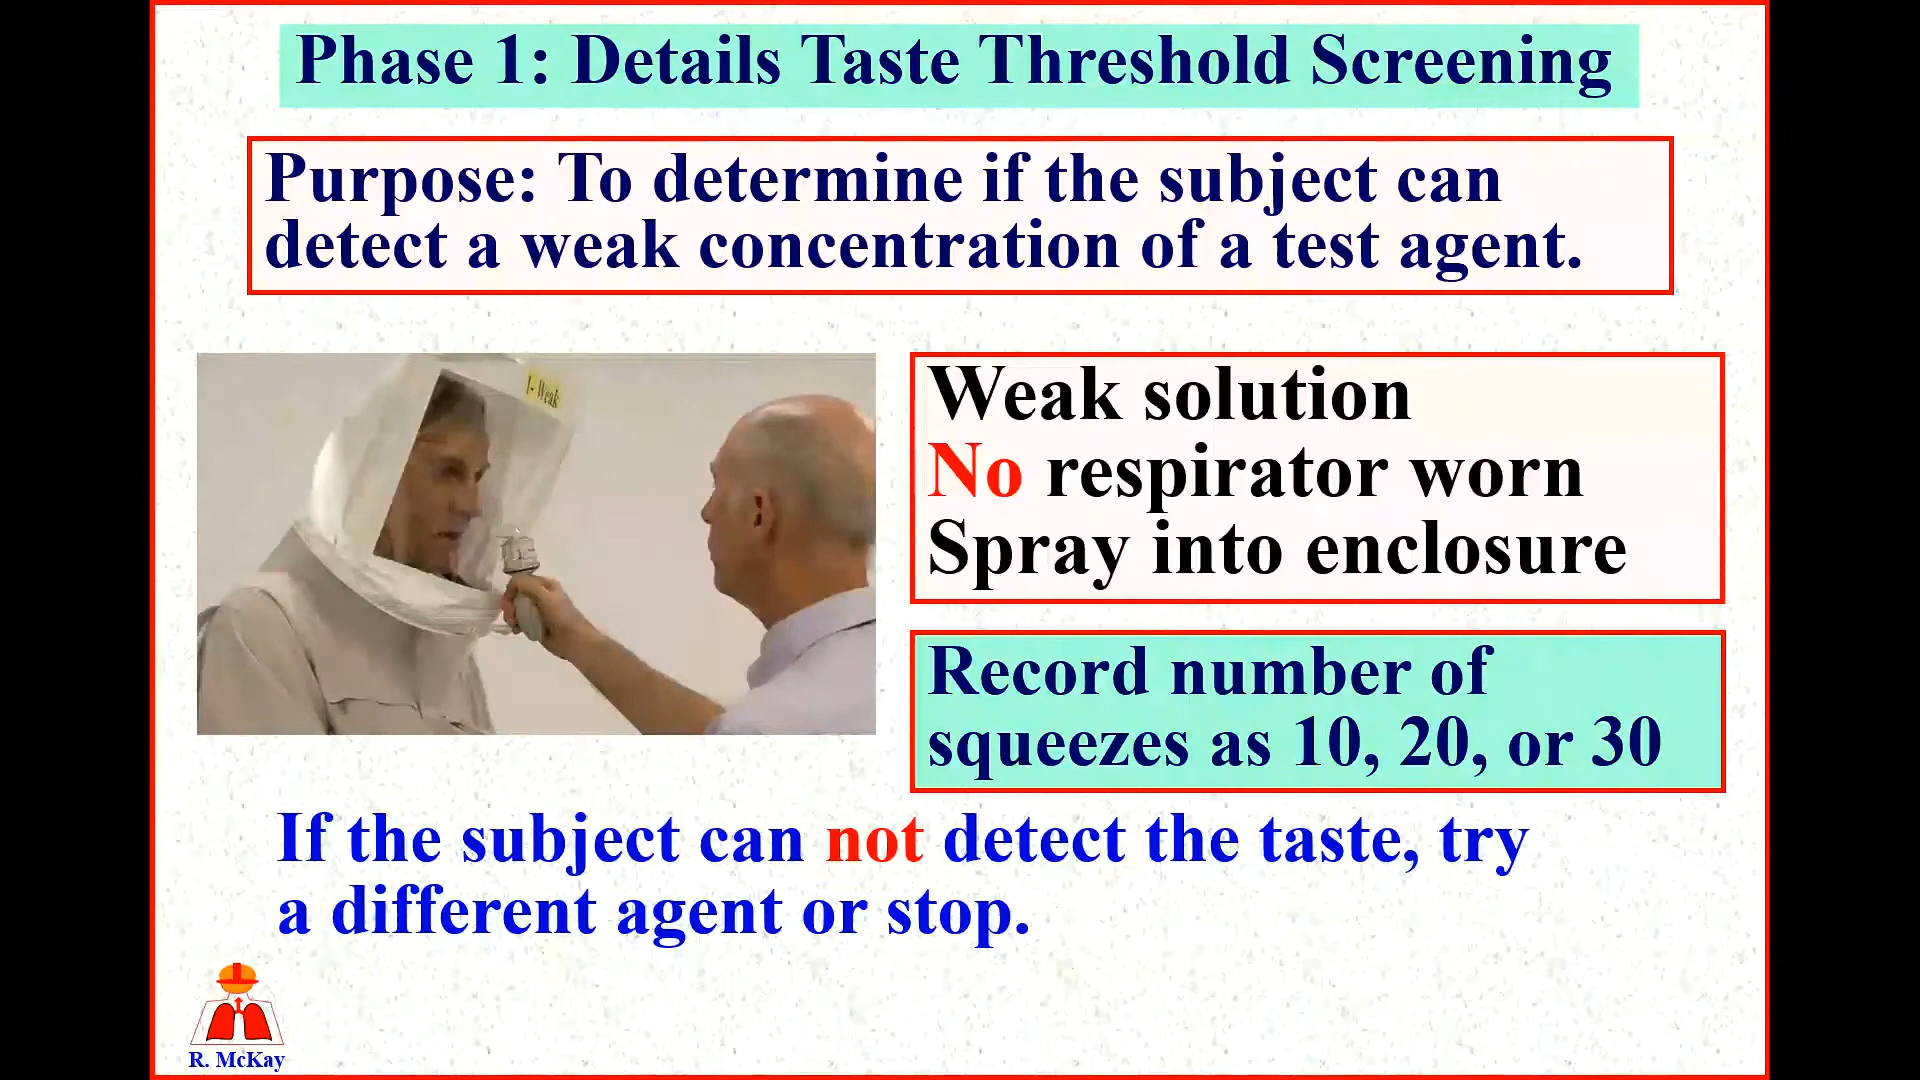 Phase 1: Details Taste Threshold Screening
Purpose: To determine if the subject can
detect a weak concentration of a test agent.
1- Weak
Weak solution
No respirator worn
Spray into enclosure
Record number of
squeezes as 10, 20, or 30
If the subject can not detect the taste, try
a different agent or stop.
R. McKay